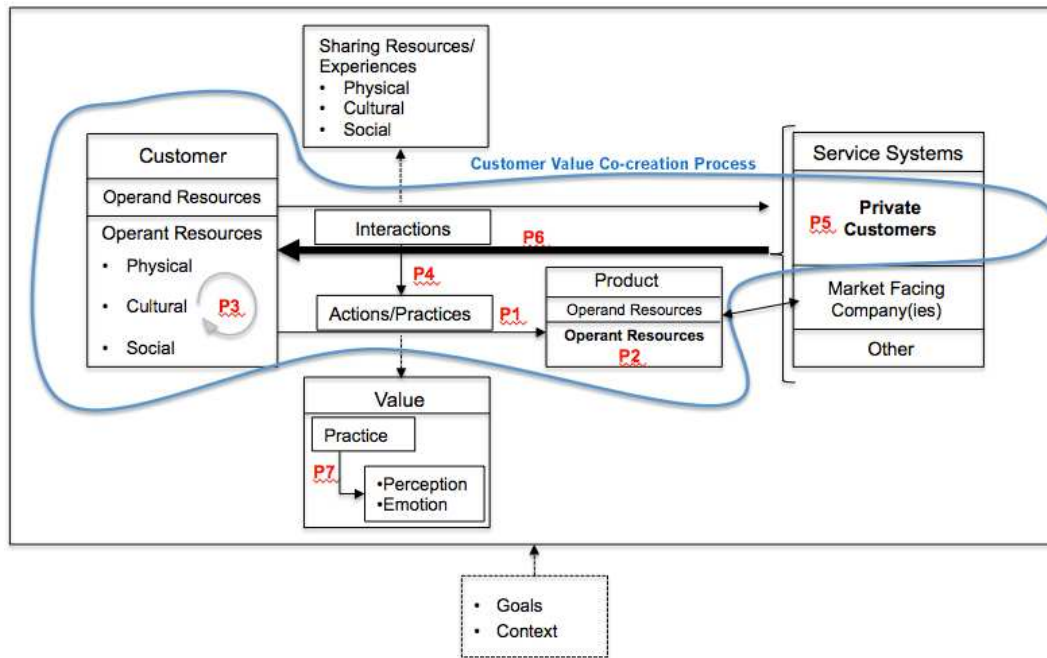 Sharing Resources/
Experiences
• Physical
• Cultural
• Social
Customer Value Co-creation Process
Customer
Operand Resources
Operant Resources
• Physical
• Cultural
P3
• Social
Interactions
P6
P4
Actions/Practices
P1
Product
Operand Resources
Operant Resources
P2
Service Systems
P5
Private
Customers
Market Facing
Company(ies)
Other
Value
Practice
P7
•Perception
•Emotion
• Goals
• Context